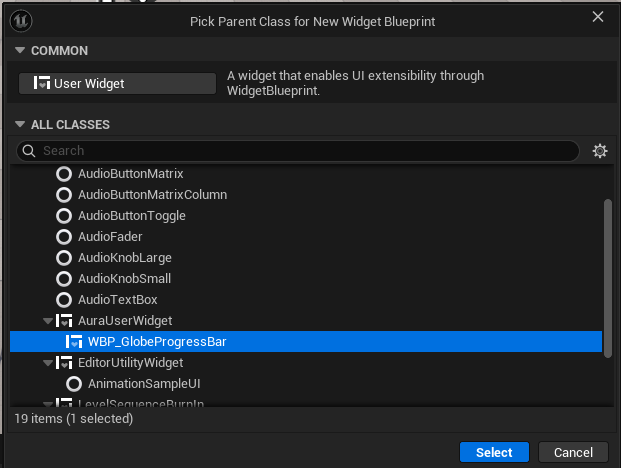 Pick Parent Class for New Widget Blueprint
COMMON
User Widget
A widget that enables UI extensibility through
WidgetBlueprint.
ALL CLASSES
Search
AudioButtonMatrix
AudioButtonMatrixColumn
AudioButtonToggle
AudioFader
AudioKnobLarge
AudioKnobSmall
AudioTextBox
AuraUserWidget
WBP_GlobeProgressBar
EditorUtilityWidget
AnimationSampleUI
LevelSequenceBurnIn
19 items (1 selected)
Select
Cancel